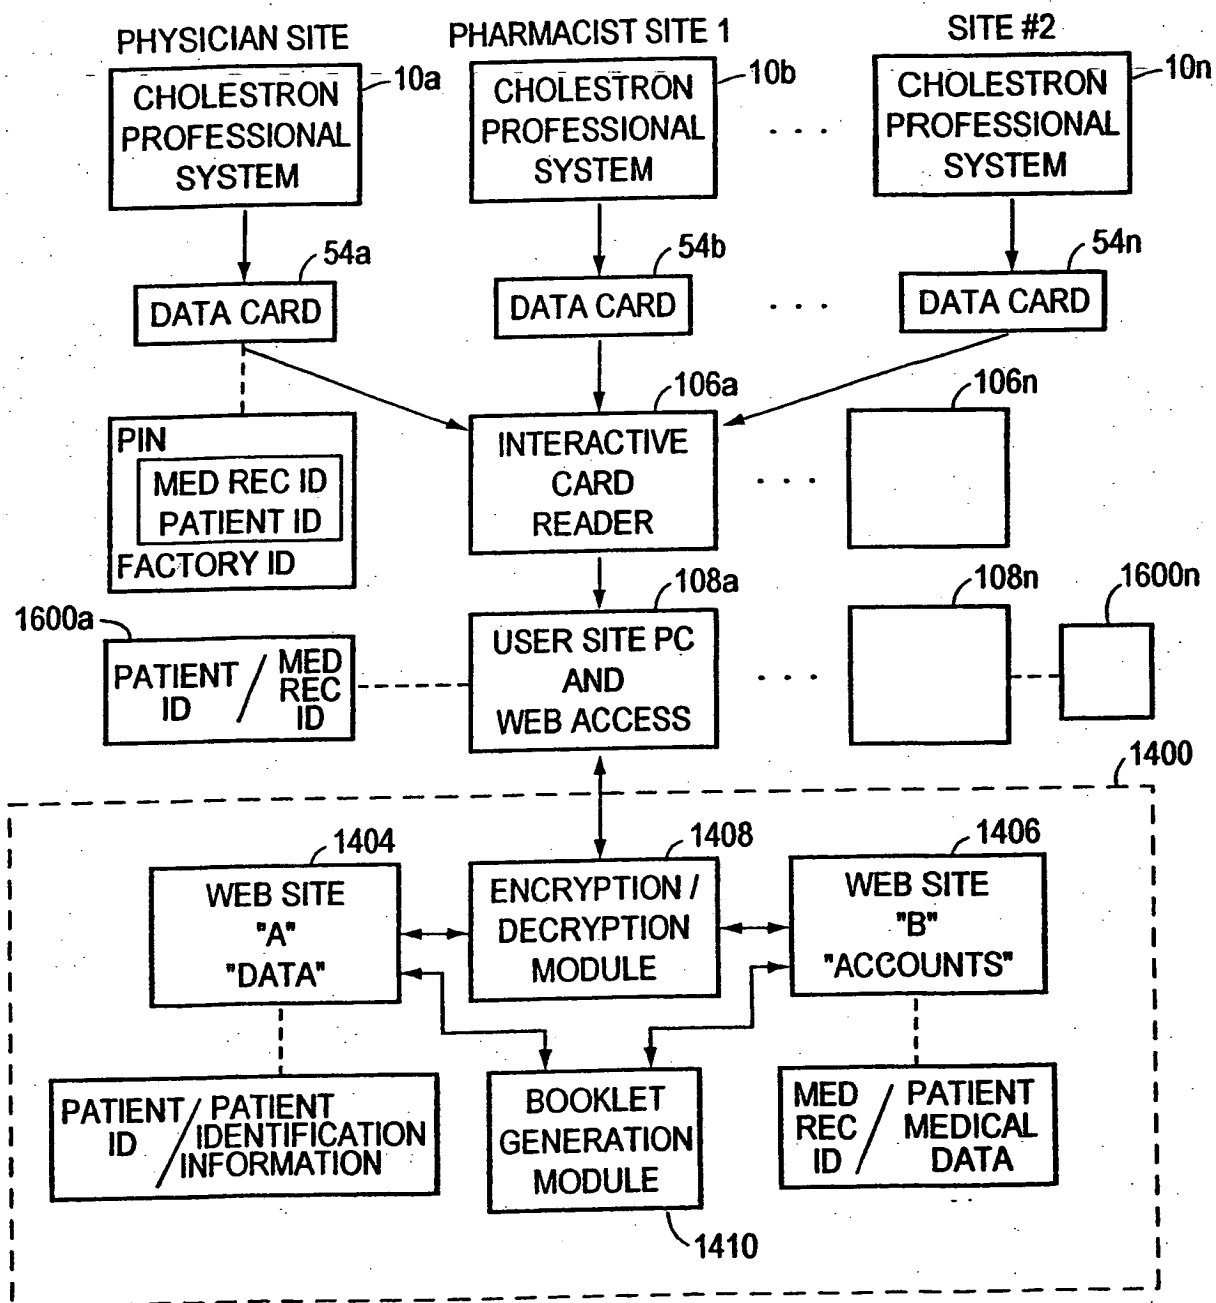 PHYSICIAN SITE
PHARMACIST SITE 1
SITE #2
10a
10b
10n
CHOLESTRON
PROFESSIONAL
SYSTEM
CHOLESTRON
PROFESSIONAL
SYSTEM
. . .
CHOLESTRON
PROFESSIONAL
SYSTEM
54a
54b
54n
DATA CARD
DATA CARD
. . .
DATA CARD
106a
106n
PIN
MED REC ID
PATIENT ID
FACTORY ID
INTERACTIVE
CARD
READER
. . .
108a
108n
1600n
1600a
PATIENT
ID
/
MED
REC
ID
USER SITE PC
AND
WEB ACCESS
. . .
1400
1404
1408
1406
WEB SITE
"A"
"DATA"
ENCRYPTION /
DECRYPTION
MODULE
WEB SITE
"B"
"ACCOUNTS"
PATIENT
ID
/
PATIENT
IDENTIFICATION
INFORMATION
BOOKLET
GENERATION
MODULE
MED
REC
ID
/
PATIENT
MEDICAL
DATA
1410